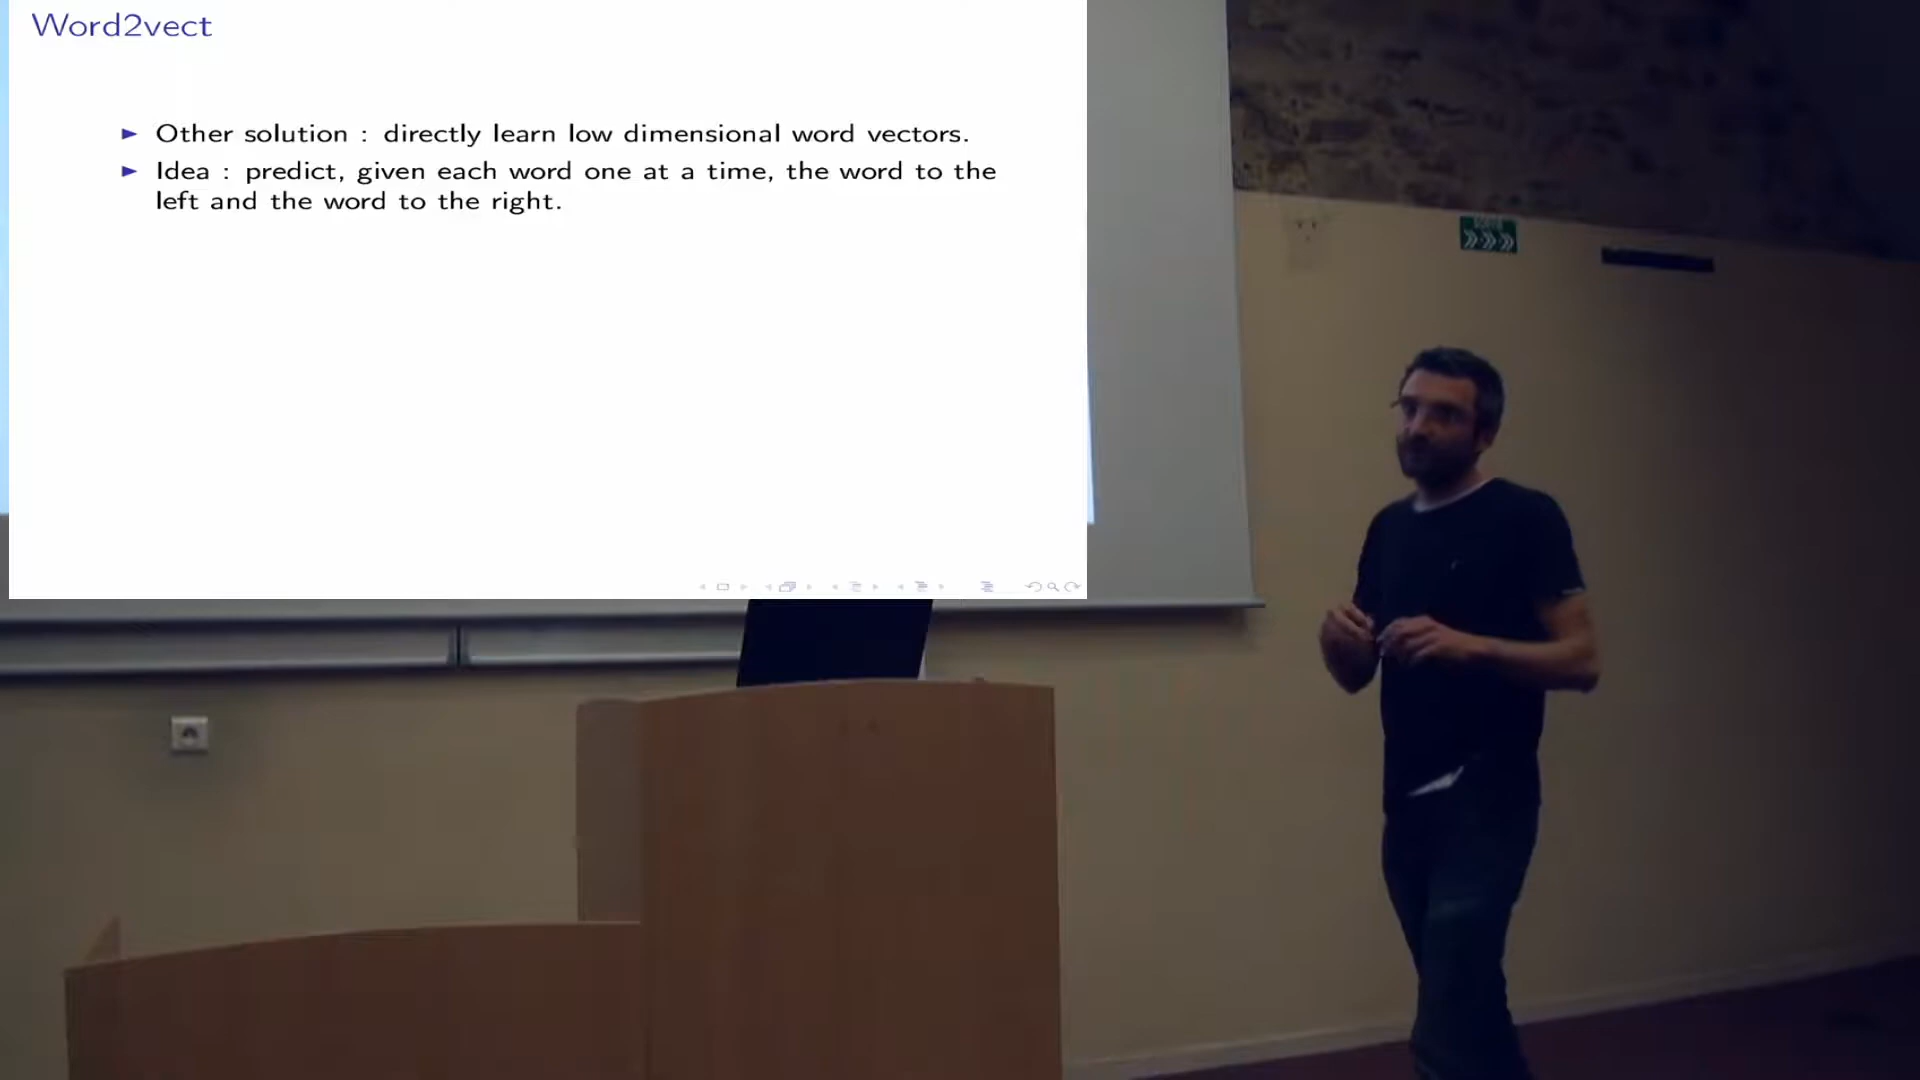 Word2vect
► Other solution : directly learn low dimensional word vectors.
► Idea : predict, given each word one at a time, the word to the
left and the word to the right.
SORTIE